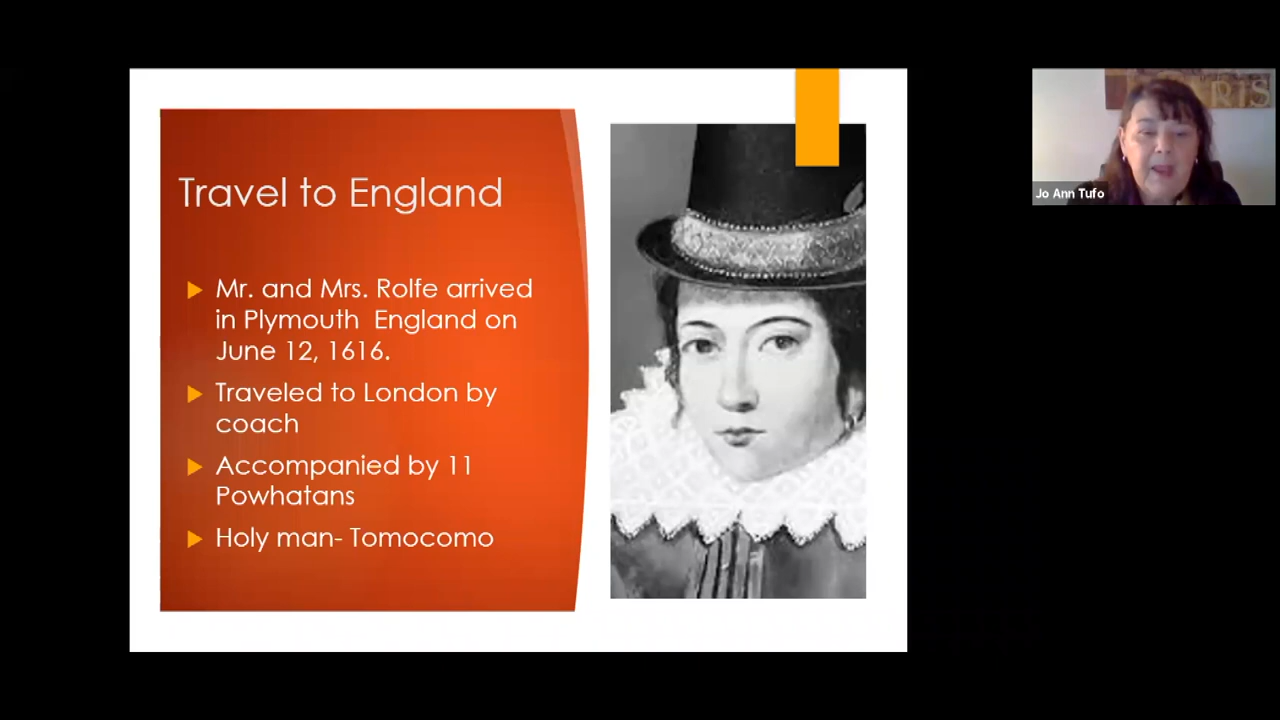 Travel to England
Mr. and Mrs. Rolfe arrived
in Plymouth England on
June 12, 1616.
Traveled to London by
coach
Accompanied by 11
Powhatans
Holy man- Tomocomo
RIS
Jo Ann Tufo